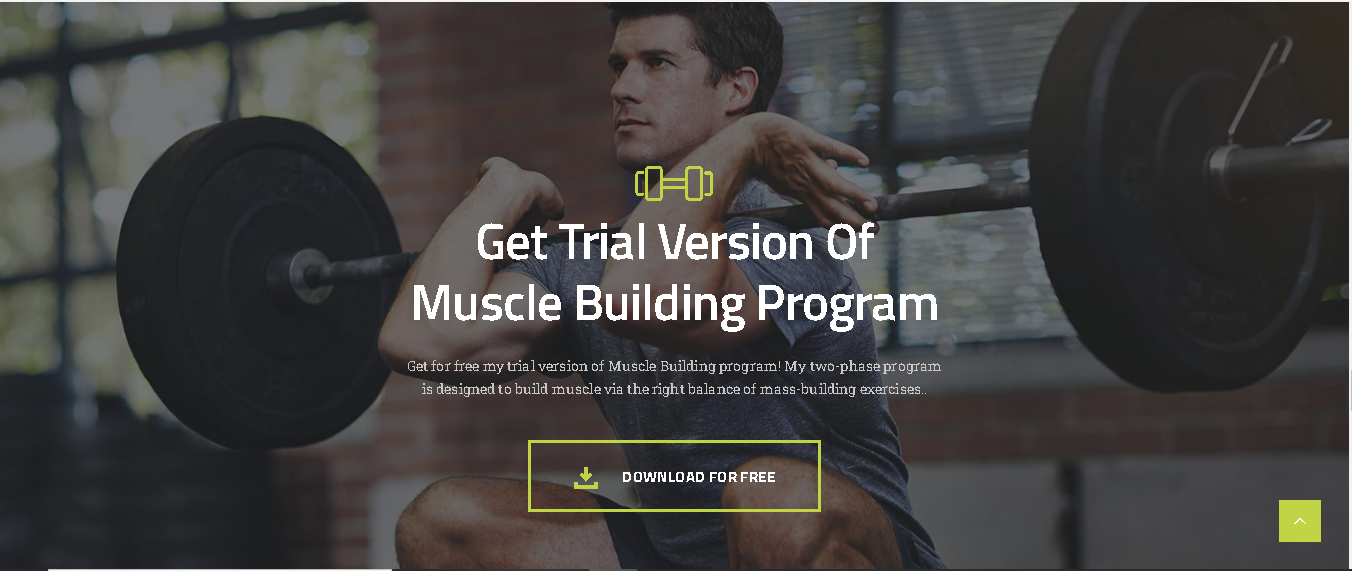 Get Trial Version Of
Muscle Building Program
Get for free my trial version of Muscle Building program! My two-phase program
is designed to build muscle via the right balance of mass-building exercises..
DOWNLOAD FOR FREE